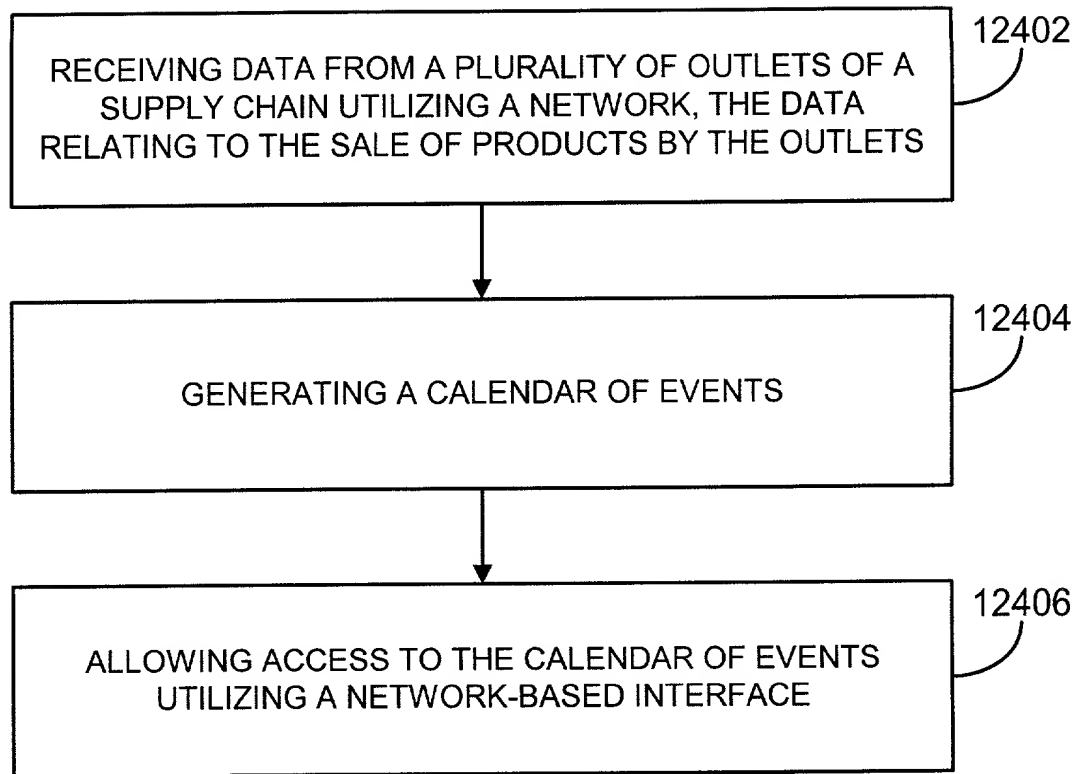 12402
RECEIVING DATA FROM A PLURALITY OF OUTLETS OF A
SUPPLY CHAIN UTILIZING A NETWORK, THE DATA
RELATING TO THE SALE OF PRODUCTS BY THE OUTLETS
12404
GENERATING A CALENDAR OF EVENTS
12406
ALLOWING ACCESS TO THE CALENDAR OF EVENTS
UTILIZING A NETWORK-BASED INTERFACE